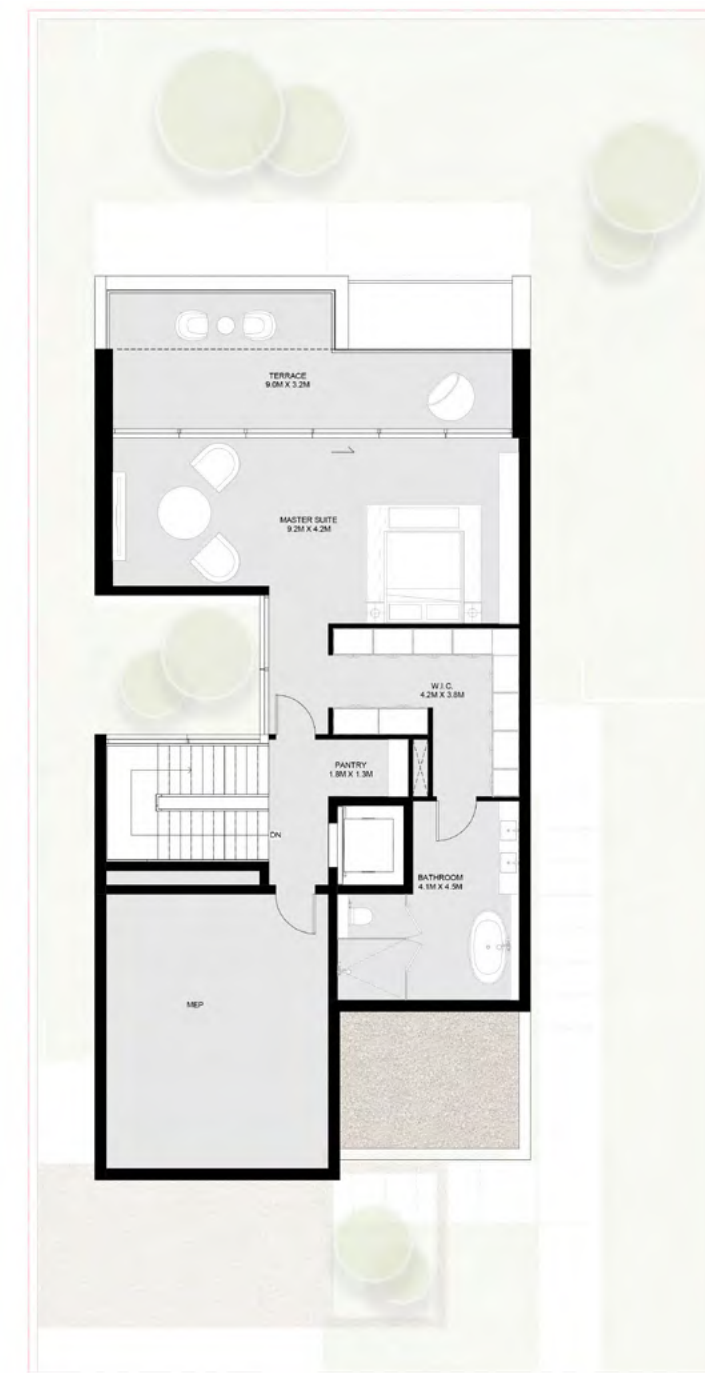 TERRACE
9.0M X 3.2M
MASTER SUITE
9.2M X 4.2M
W.I.C.
4.2M X 3.8M
PANTRY
1.8M X 1.3M
DN
BATHROOM
4.1M X 4.5M
MEP